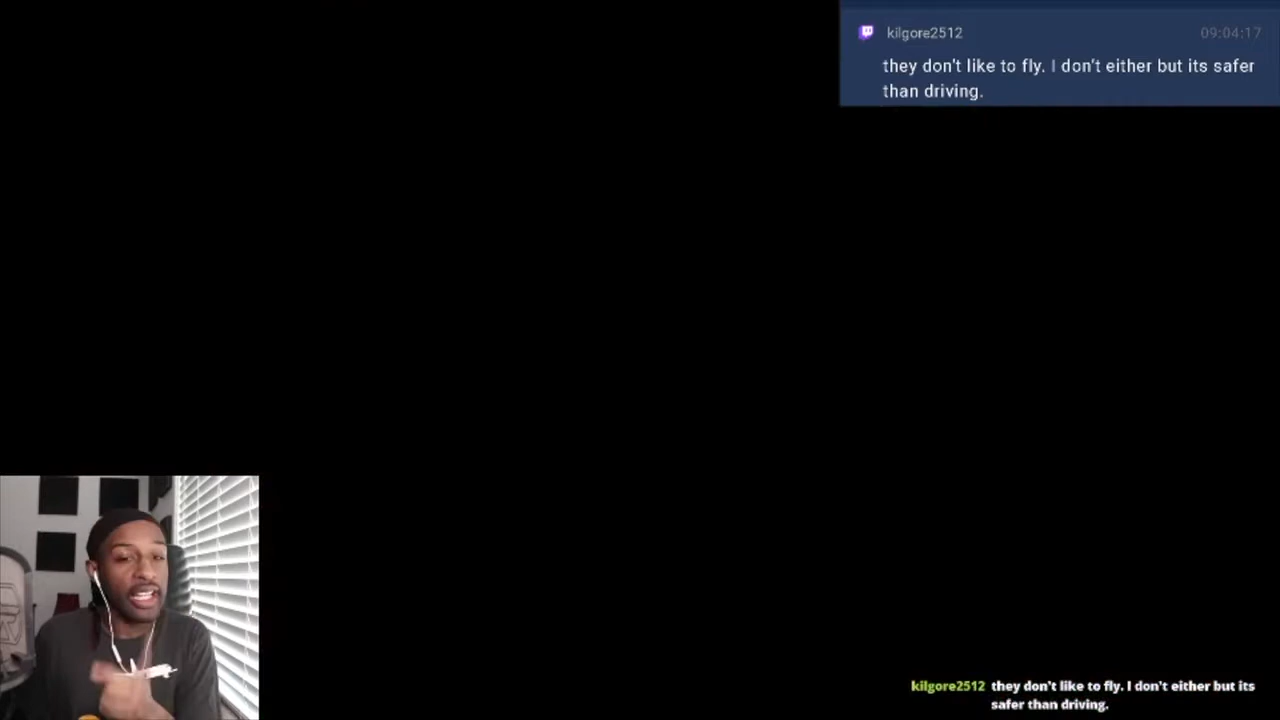 kilgore2512
09:04:17
they don't like to fly. I don't either but its safer
than driving.
kilgore2512 they don't like to fly. I don't either but its
safer than driving.